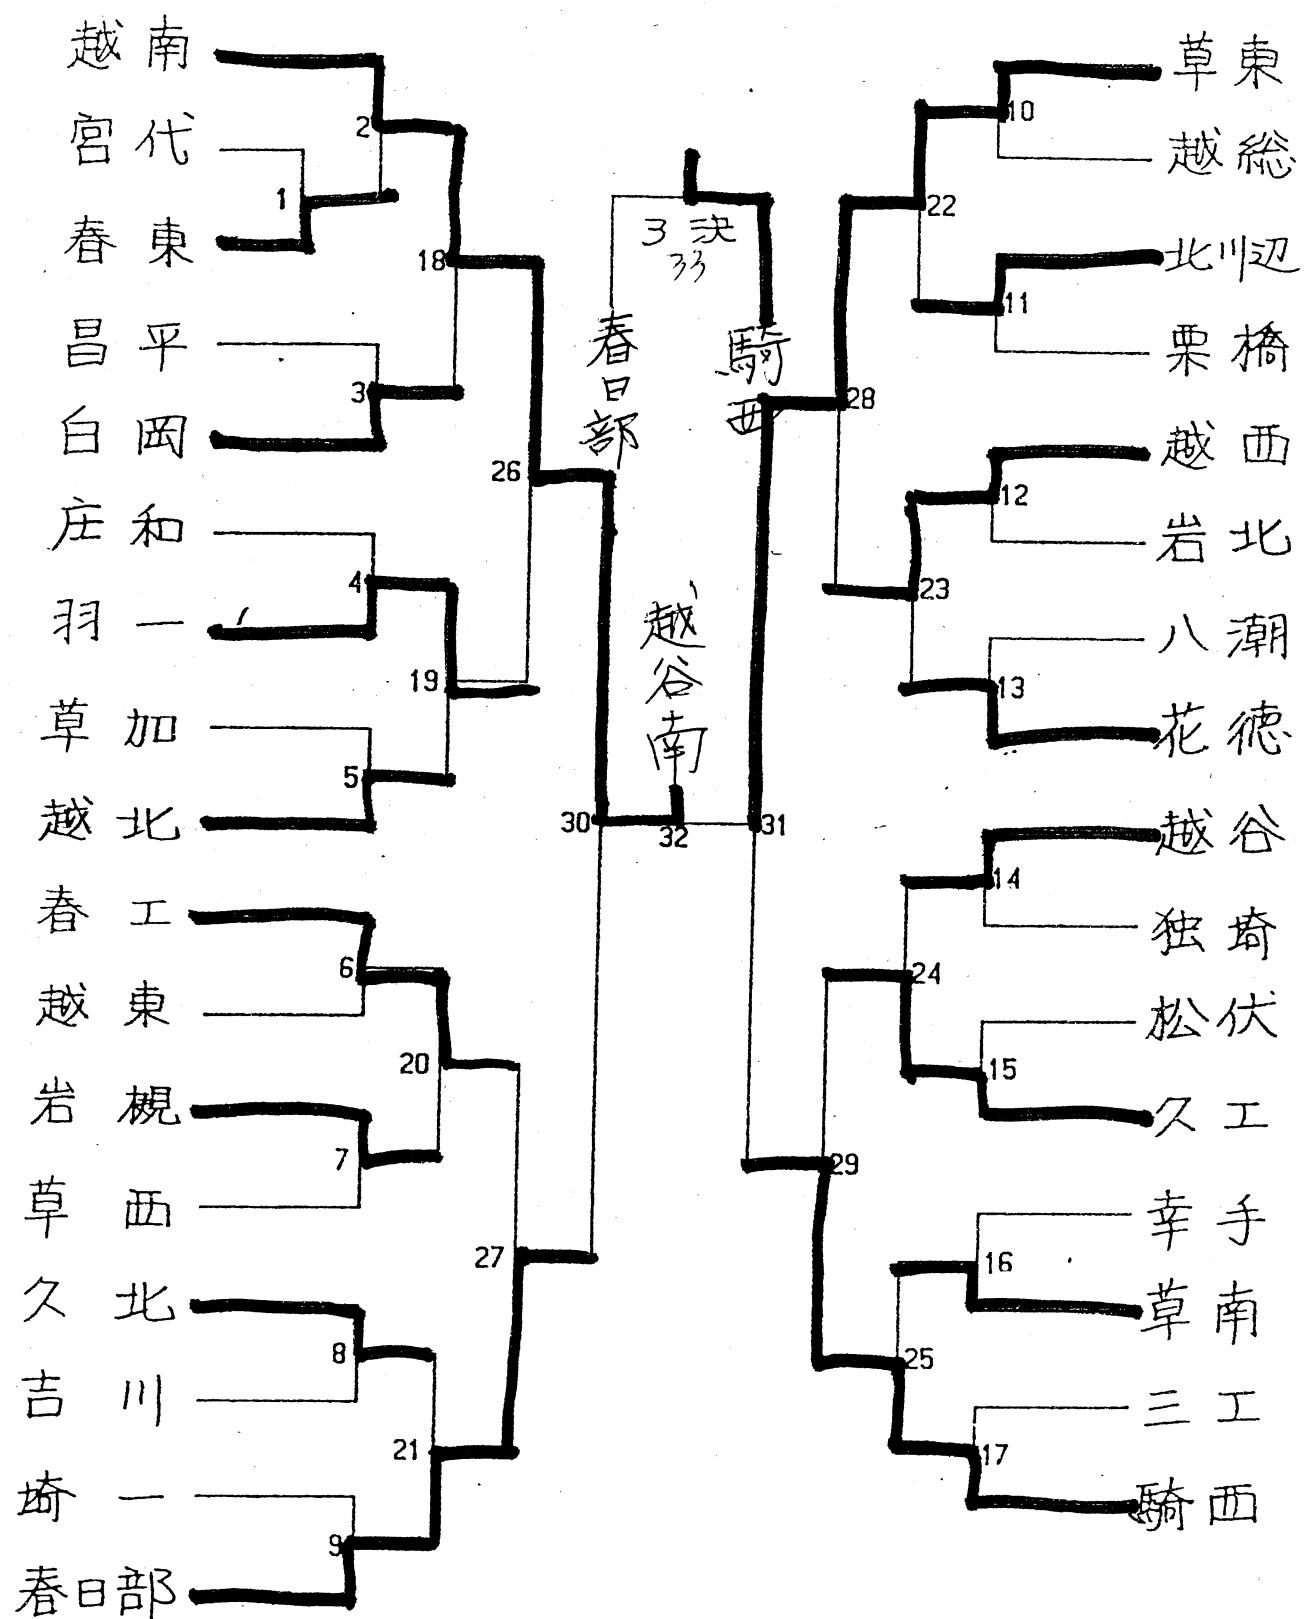 越南
宮代
春東
昌平
白岡
庄和
羽一
草加
越北
春工
越東
岩槻
草西
久北
吉川
埼一
春日部
1
2
3
4
5
6
7
8
9
18
19
20
21
26
27
30
3決
33
春日部
騎西
越谷南
32
31
28
29
22
23
24
25
10
11
12
13
14
15
16
17
草東
越総
北川辺
栗橋
越西
岩北
八潮
花徳
越谷
独埼
松伏
久工
幸手
草南
三工
騎西